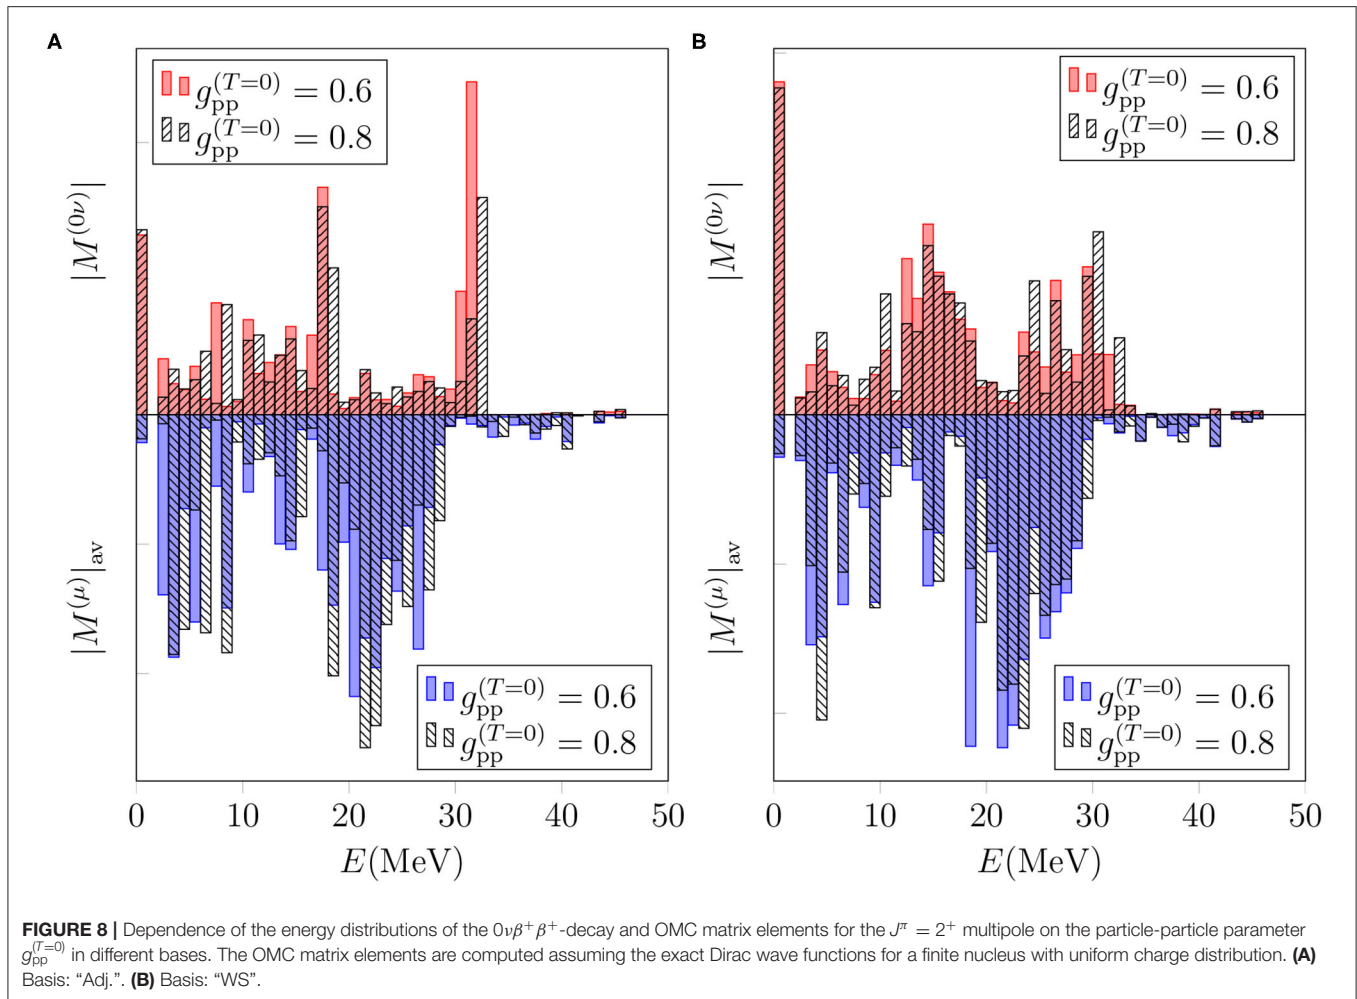 A
B
g_pp^(T=0) = 0.6
g_pp^(T=0) = 0.8
|M^(0ν)|
|M^(μ)|_av
g_pp^(T=0) = 0.6
g_pp^(T=0) = 0.8
0 10 20 30 40 50
E(MeV)
g_pp^(T=0) = 0.6
g_pp^(T=0) = 0.8
|M^(0ν)|
|M^(μ)|_av
g_pp^(T=0) = 0.6
g_pp^(T=0) = 0.8
0 10 20 30 40 50
E(MeV)
FIGURE 8 | Dependence of the energy distributions of the 0νβ⁺β⁺-decay and OMC matrix elements for the J^π = 2⁺ multipole on the particle-particle parameter
g_pp^(T=0) in different bases. The OMC matrix elements are computed assuming the exact Dirac wave functions for a finite nucleus with uniform charge distribution. (A)
Basis: “Adj.”. (B) Basis: “WS”.